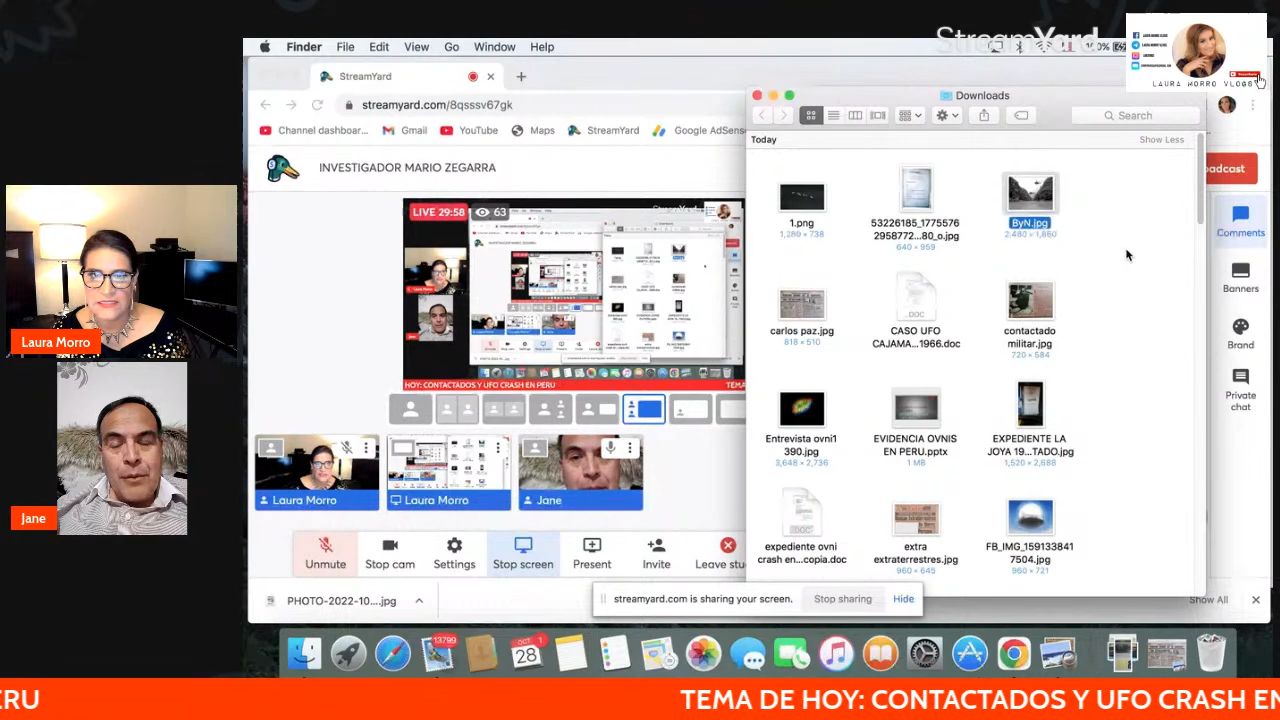 StreamYard
LAURA MORRO VLOGS
Finder File Edit View Go Window Help
StreamYard
streamyard.com/8qsssv67gk
Channel dashboar... Gmail YouTube Maps StreamYard Google AdSens
INVESTIGADOR MARIO ZEGARRA
LIVE 29:58 63
HOY: CONTACTADOS Y UFO CRASH EN PERU
TEMA
Laura Morro
Jane
Laura Morro
Laura Morro
Jane
Unmute
Stop cam
Settings
Stop screen
Present
Invite
Leave stu
PHOTO-2022-10....jpg
streamyard.com is sharing your screen.
Stop sharing
Hide
Show All
Downloads
Search
Today
Show Less
1.png
1,280 × 738
53226185_1775576
2958772...80_o.jpg
640 × 959
ByN.jpg
carlos paz.jpg
818 × 510
CASO UFO
CAJAMA...1966.doc
contactado
militar.jpg
720 × 584
Entrevista ovni1
390.jpg
3,648 × 2,736
EVIDENCIA OVNIS
EN PERU.pptx
1 MB
EXPEDIENTE LA
JOYA 19...TADO.jpg
1,520 × 2,688
expediente ovni
crash en...copia.doc
extra
extraterrestres.jpg
960 × 645
FB_IMG_159133841
7504.jpg
960 × 721
DOC
oadcast
Comments
Banners
Brand
Private
chat
13799
OCT
28
1
ERU
TEMA DE HOY: CONTACTADOS Y UFO CRASH EN